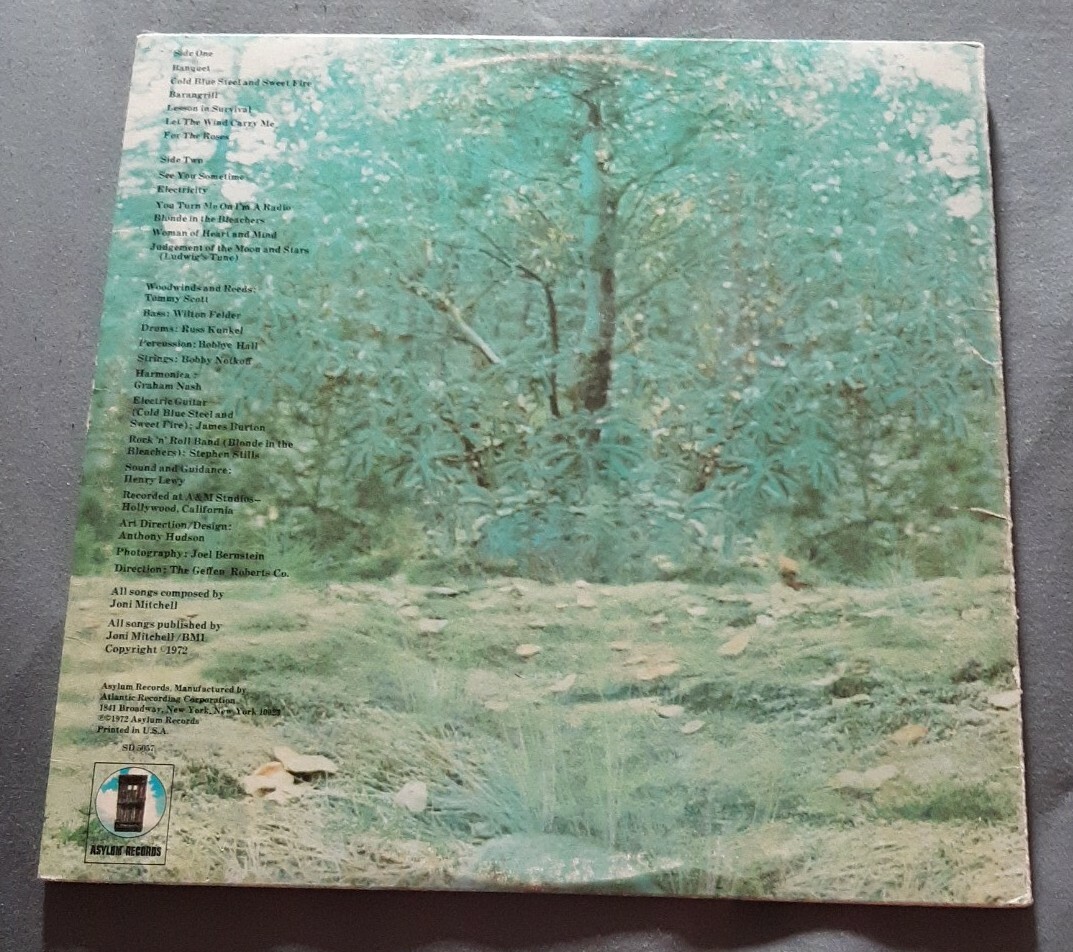 Side One
Banquet
Cold Blue Steel and Sweet Fire
Barangrill
Lesson in Survival
Let The Wind Carry Me
For The Roses
Side Two
See You Sometime
Electricity
You Turn Me On I'm A Radio
Blonde in the Bleachers
Woman of Heart and Mind
Judgement of the Moon and Stars
(Ludwig's Tune)
Woodwinds and Reeds:
Tommy Scott
Bass: Wilton Felder
Drums: Russ Kunkel
Percussion: Bobbye Hall
Strings: Bobby Notkoff
Harmonica:
Graham Nash
Electric Guitar
(Cold Blue Steel and
Sweet Fire): James Burton
Rock 'n' Roll Band (Blonde in the
Bleachers): Stephen Stills
Sound and Guidance:
Henry Lewy
Recorded at A&M Studios—
Hollywood, California
Art Direction/Design:
Anthony Hudson
Photography: Joel Bernstein
Direction: The Geffen Roberts Co.
All songs composed by
Joni Mitchell
All songs published by
Joni Mitchell/BMI
Copyright ©1972
Asylum Records, Manufactured by
Atlantic Recording Corporation,
1841 Broadway, New York, New York 10023
℗©1972 Asylum Records
Printed in U.S.A.
SD 5057
ASYLUM RECORDS